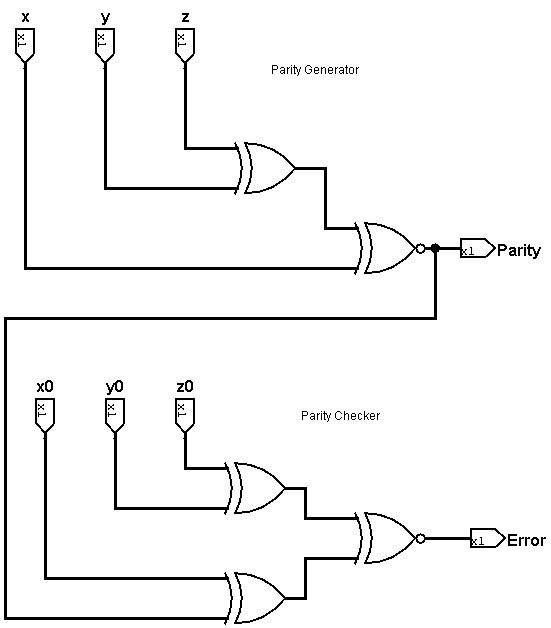 x y z
x1 x1 x1
Parity Generator
x1 Parity
x0 y0 z0
x1 x1 x1
Parity Checker
x1 Error